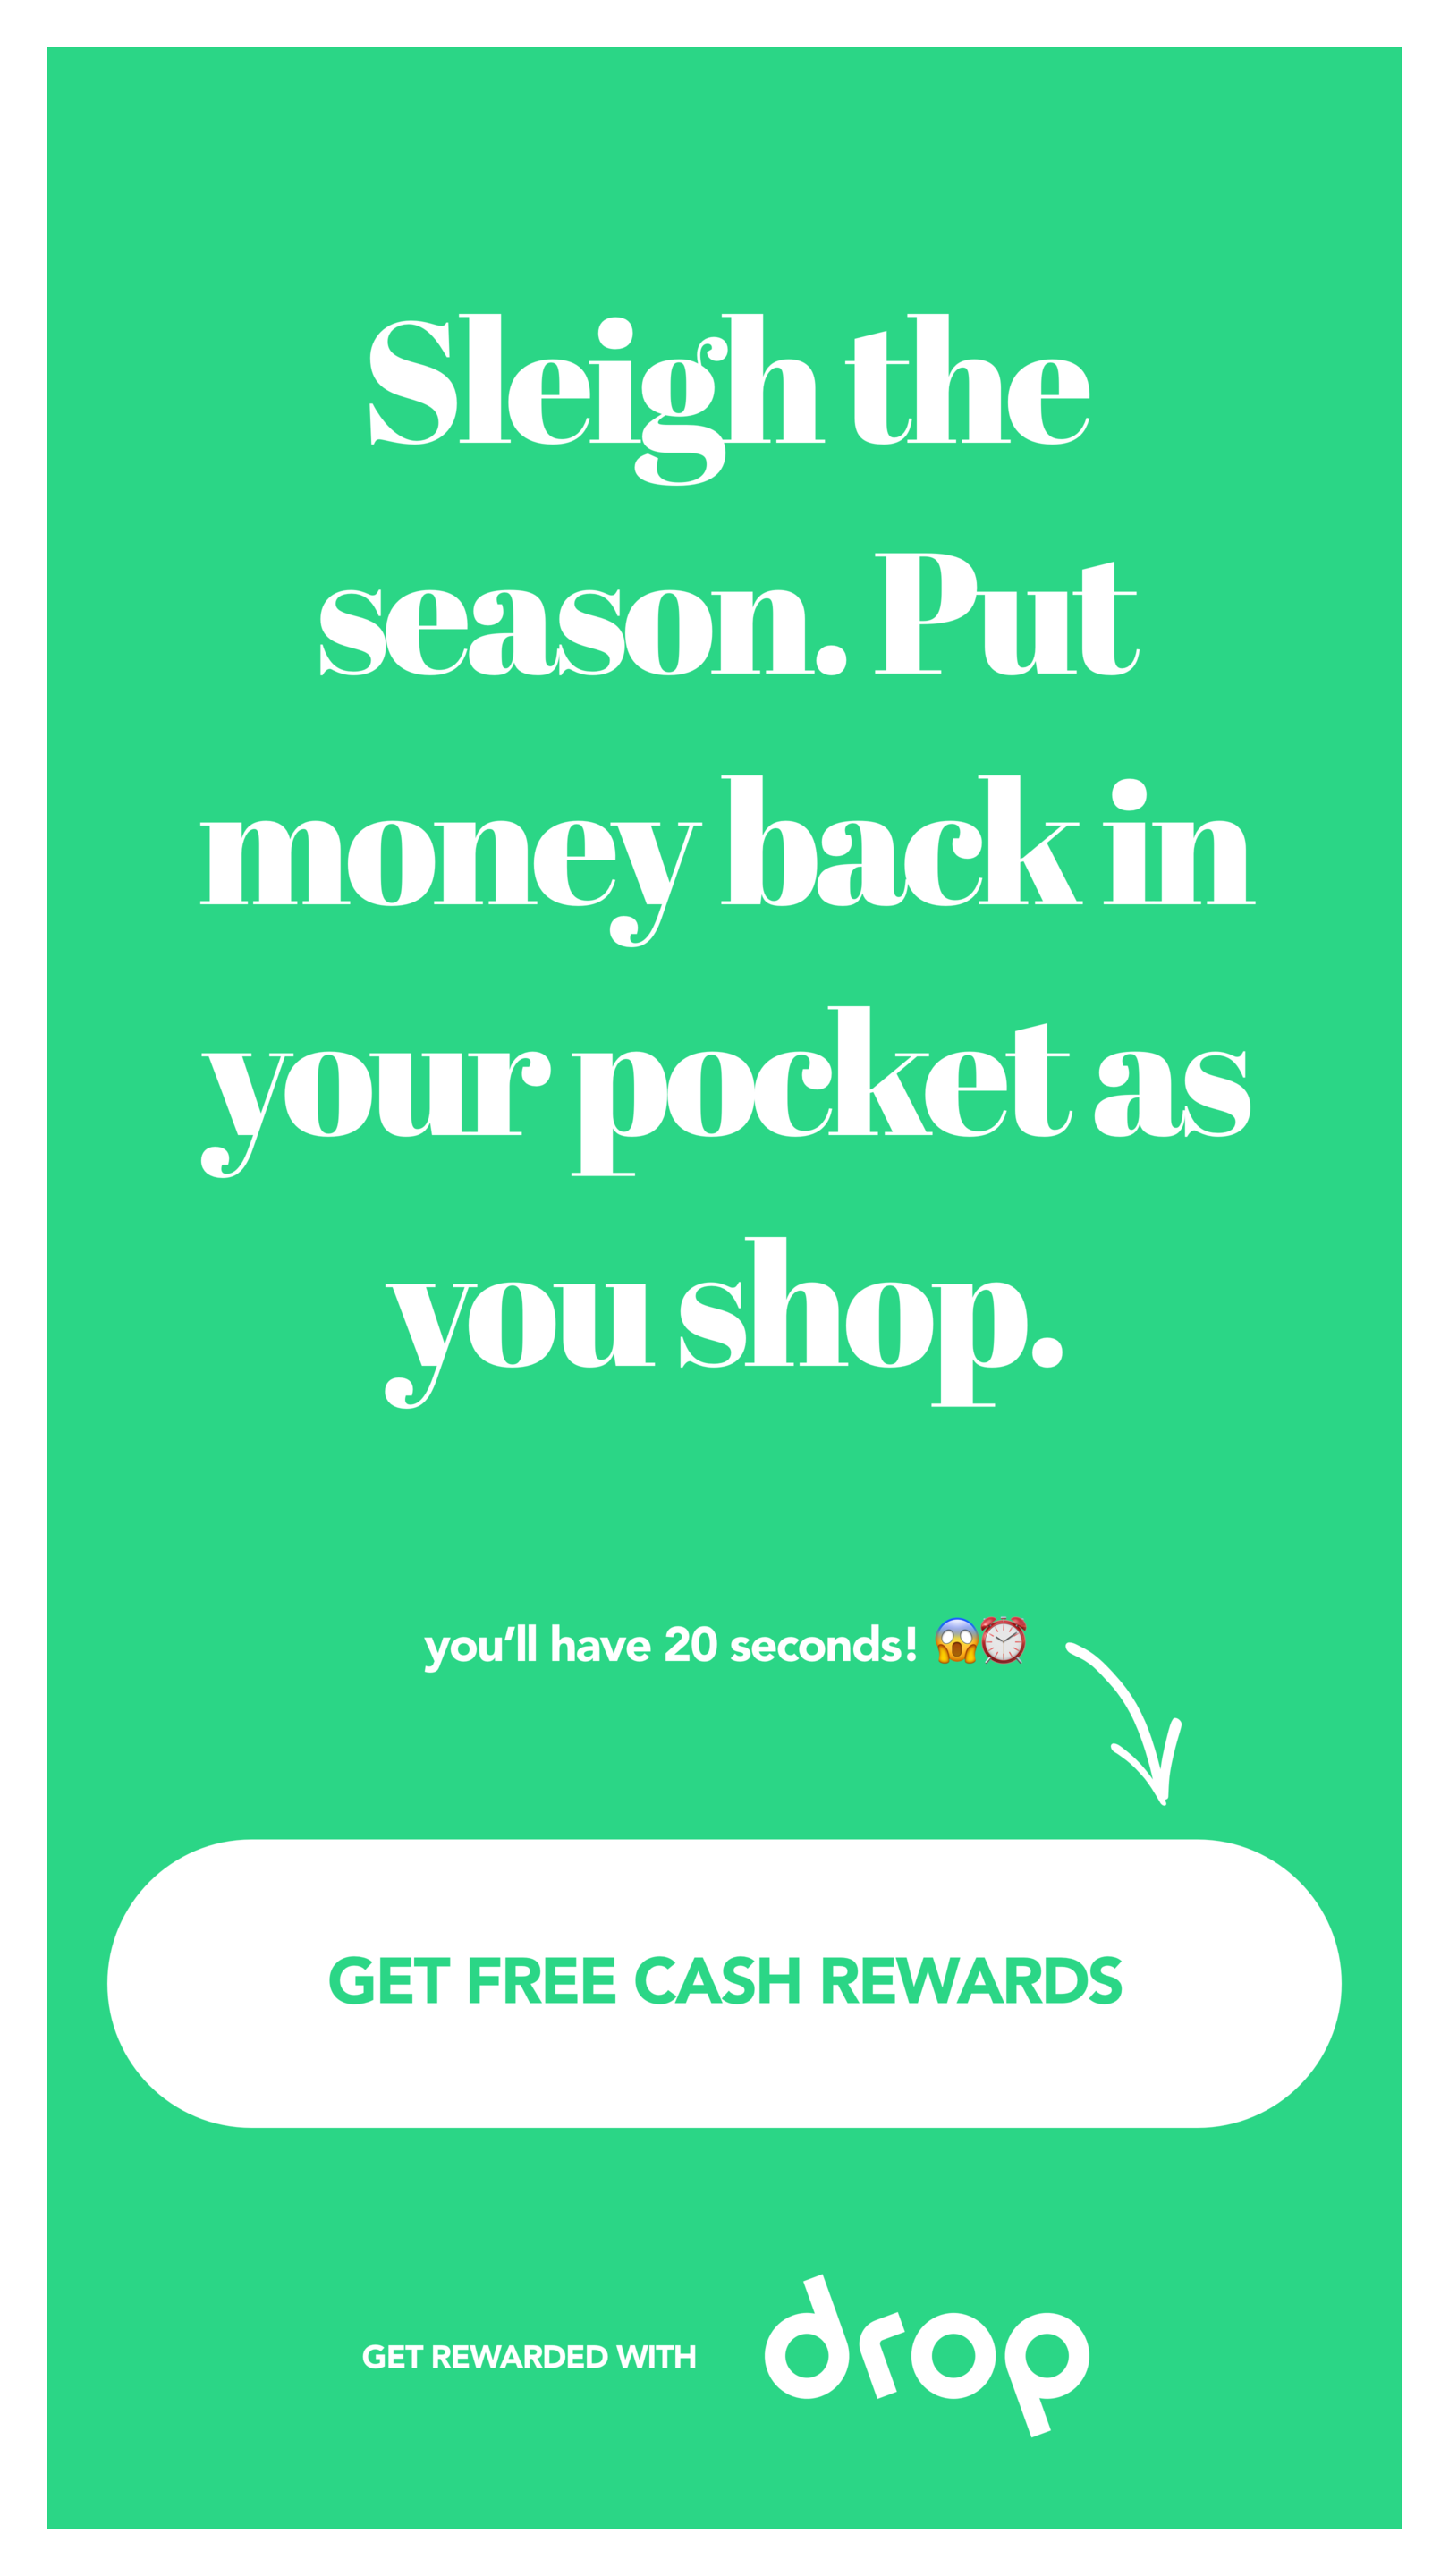 Sleigh the
season. Put
money back in
your pocket as
you shop.
you'll have 20 seconds! 😱⏰
GET FREE CASH REWARDS
GET REWARDED WITH drop